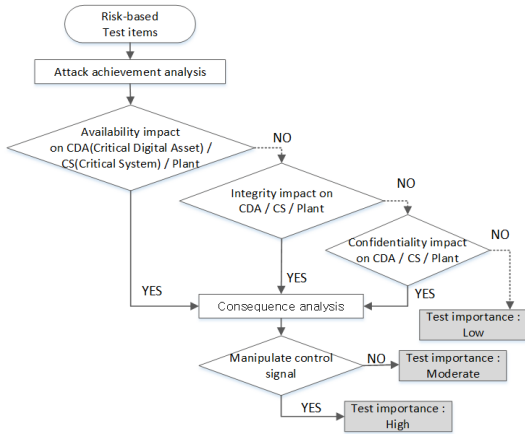 Risk-based
Test items
Attack achievement analysis
Availability impact
on CDA(Critical Digital Asset) /
CS(Critical System) / Plant
NO
Integrity impact on
CDA / CS / Plant
NO
Confidentiality impact
on CDA / CS / Plant
NO
YES
YES
YES
Consequence analysis
Test importance :
Low
Manipulate control
signal
NO
Test importance :
Moderate
YES
Test importance :
High